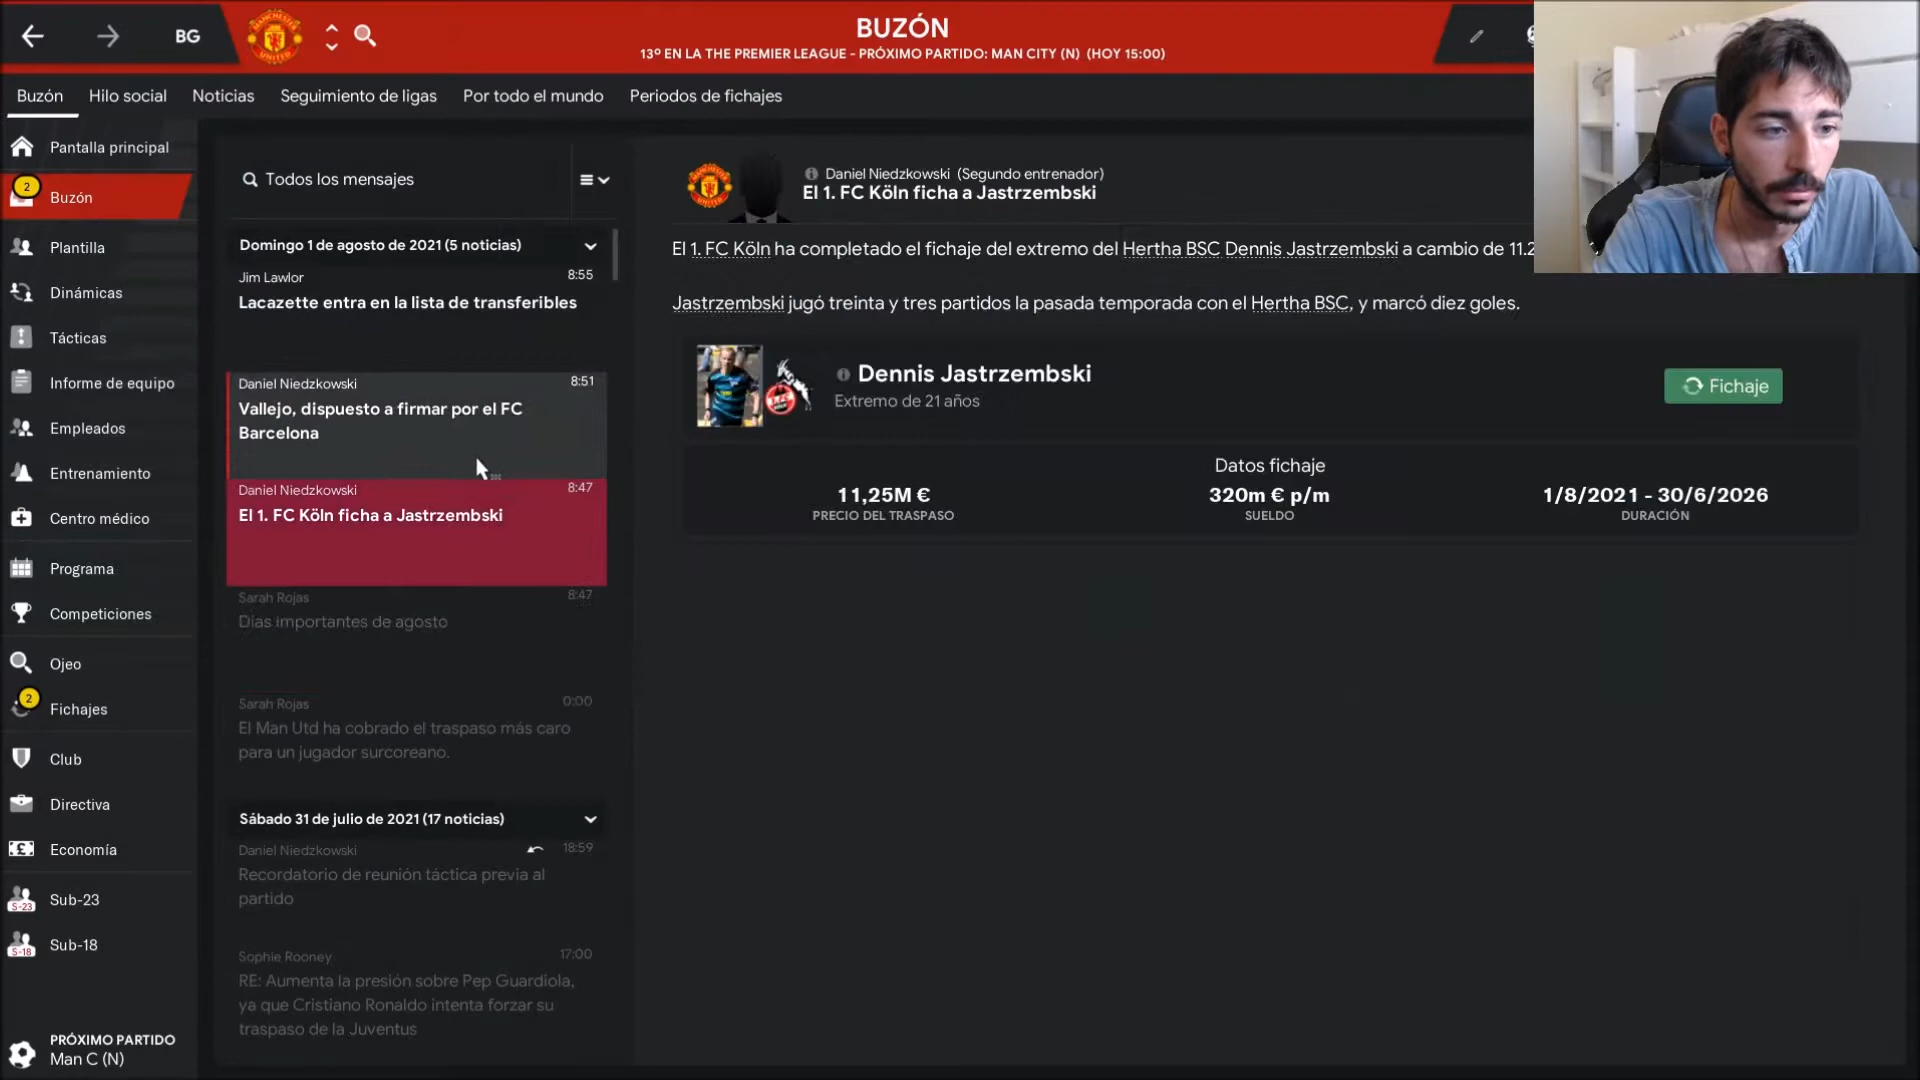 BG
BUZÓN
13º EN LA THE PREMIER LEAGUE - PRÓXIMO PARTIDO: MAN CITY (N) (HOY 15:00)
Buzón Hilo social Noticias Seguimiento de ligas Por todo el mundo Periodos de fichajes
Pantalla principal
2
Buzón
Plantilla
Dinámicas
Tácticas
Informe de equipo
Empleados
Entrenamiento
Centro médico
Programa
Competiciones
Ojeo
2
Fichajes
Club
Directiva
Economía
S-23
Sub-23
S-18
Sub-18
PRÓXIMO PARTIDO
Man C (N)
Todos los mensajes
Domingo 1 de agosto de 2021 (5 noticias)
Jim Lawlor 8:55
Lacazette entra en la lista de transferibles
Daniel Niedzkowski 8:51
Vallejo, dispuesto a firmar por el FC
Barcelona
Daniel Niedzkowski 8:47
El 1. FC Köln ficha a Jastrzembski
Sarah Rojas 8:47
Días importantes de agosto
Sarah Rojas 0:00
El Man Utd ha cobrado el traspaso más caro
para un jugador surcoreano.
Sábado 31 de julio de 2021 (17 noticias)
Daniel Niedzkowski 18:59
Recordatorio de reunión táctica previa al
partido
Sophie Rooney 17:00
RE: Aumenta la presión sobre Pep Guardiola,
ya que Cristiano Ronaldo intenta forzar su
traspaso de la Juventus
Daniel Niedzkowski (Segundo entrenador)
El 1. FC Köln ficha a Jastrzembski
El 1. FC Köln ha completado el fichaje del extremo del Hertha BSC Dennis Jastrzembski a cambio de 11.2
Jastrzembski jugó treinta y tres partidos la pasada temporada con el Hertha BSC, y marcó diez goles.
Dennis Jastrzembski
Extremo de 21 años
Fichaje
Datos fichaje
11,25M € 320m € p/m 1/8/2021 - 30/6/2026
PRECIO DEL TRASPASO SUELDO DURACIÓN